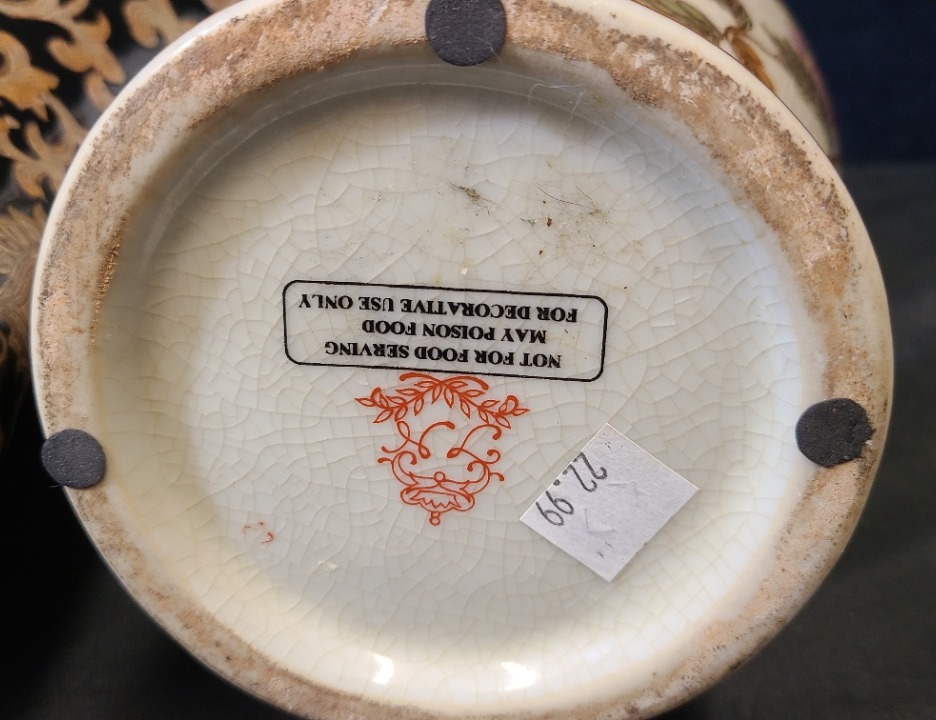 NOT FOR FOOD SERVING
MAY POISON FOOD
FOR DECORATIVE USE ONLY
22.99